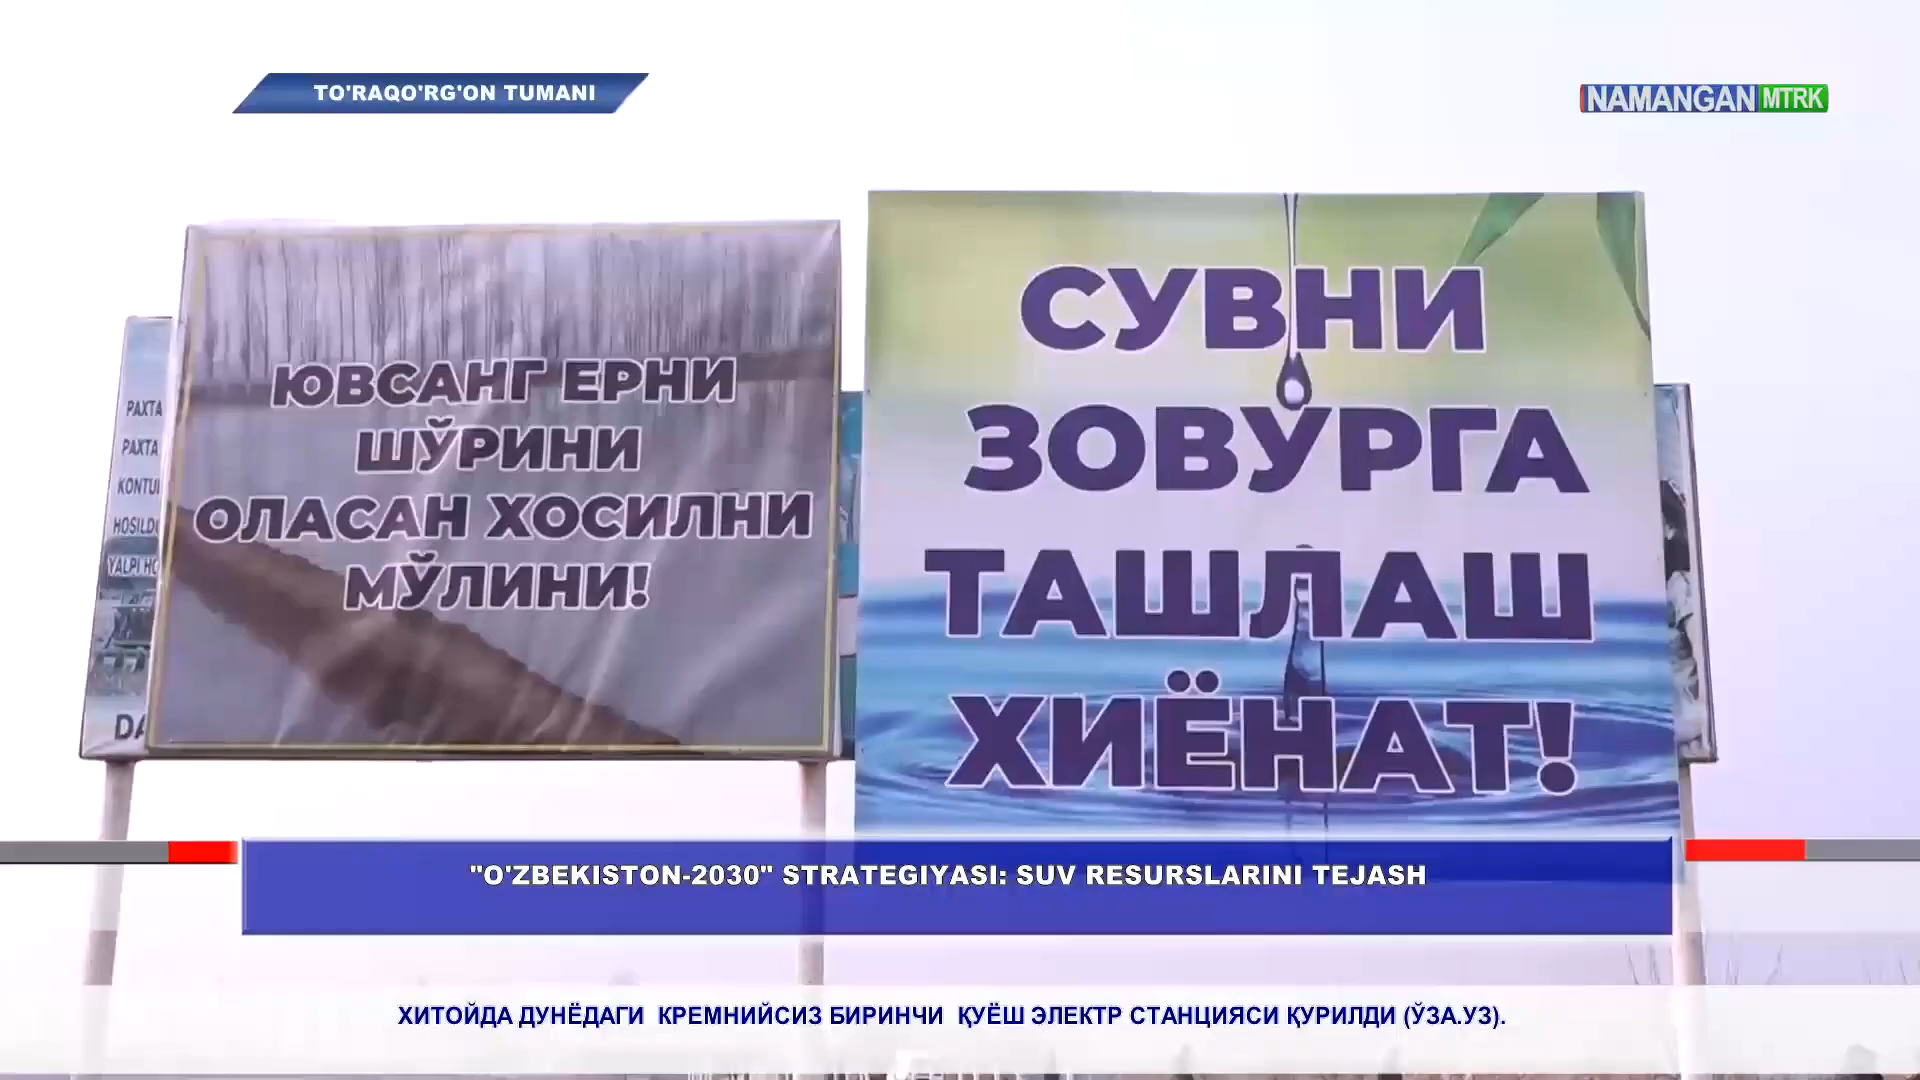 TO'RAQO'RG'ON TUMANI
NAMANGAN MTRK
PAXTA
PAXTA
ЮВСАНГ ЕРНИ
ШЎРИНИ
ОЛАСАН ХОСИЛНИ
МЎЛИНИ!
СУВНИ
ЗОВУРГА
ТАШЛАШ
ХИЁНАТ!
"O'ZBEKISTON-2030" STRATEGIYASI: SUV RESURSLARINI TEJASH
ХИТОЙДА ДУНЁДАГИ КРЕМНИЙСИЗ БИРИНЧИ ҚУЁШ ЭЛЕКТР СТАНЦИЯСИ ҚУРИЛДИ (ЎЗА.УЗ).